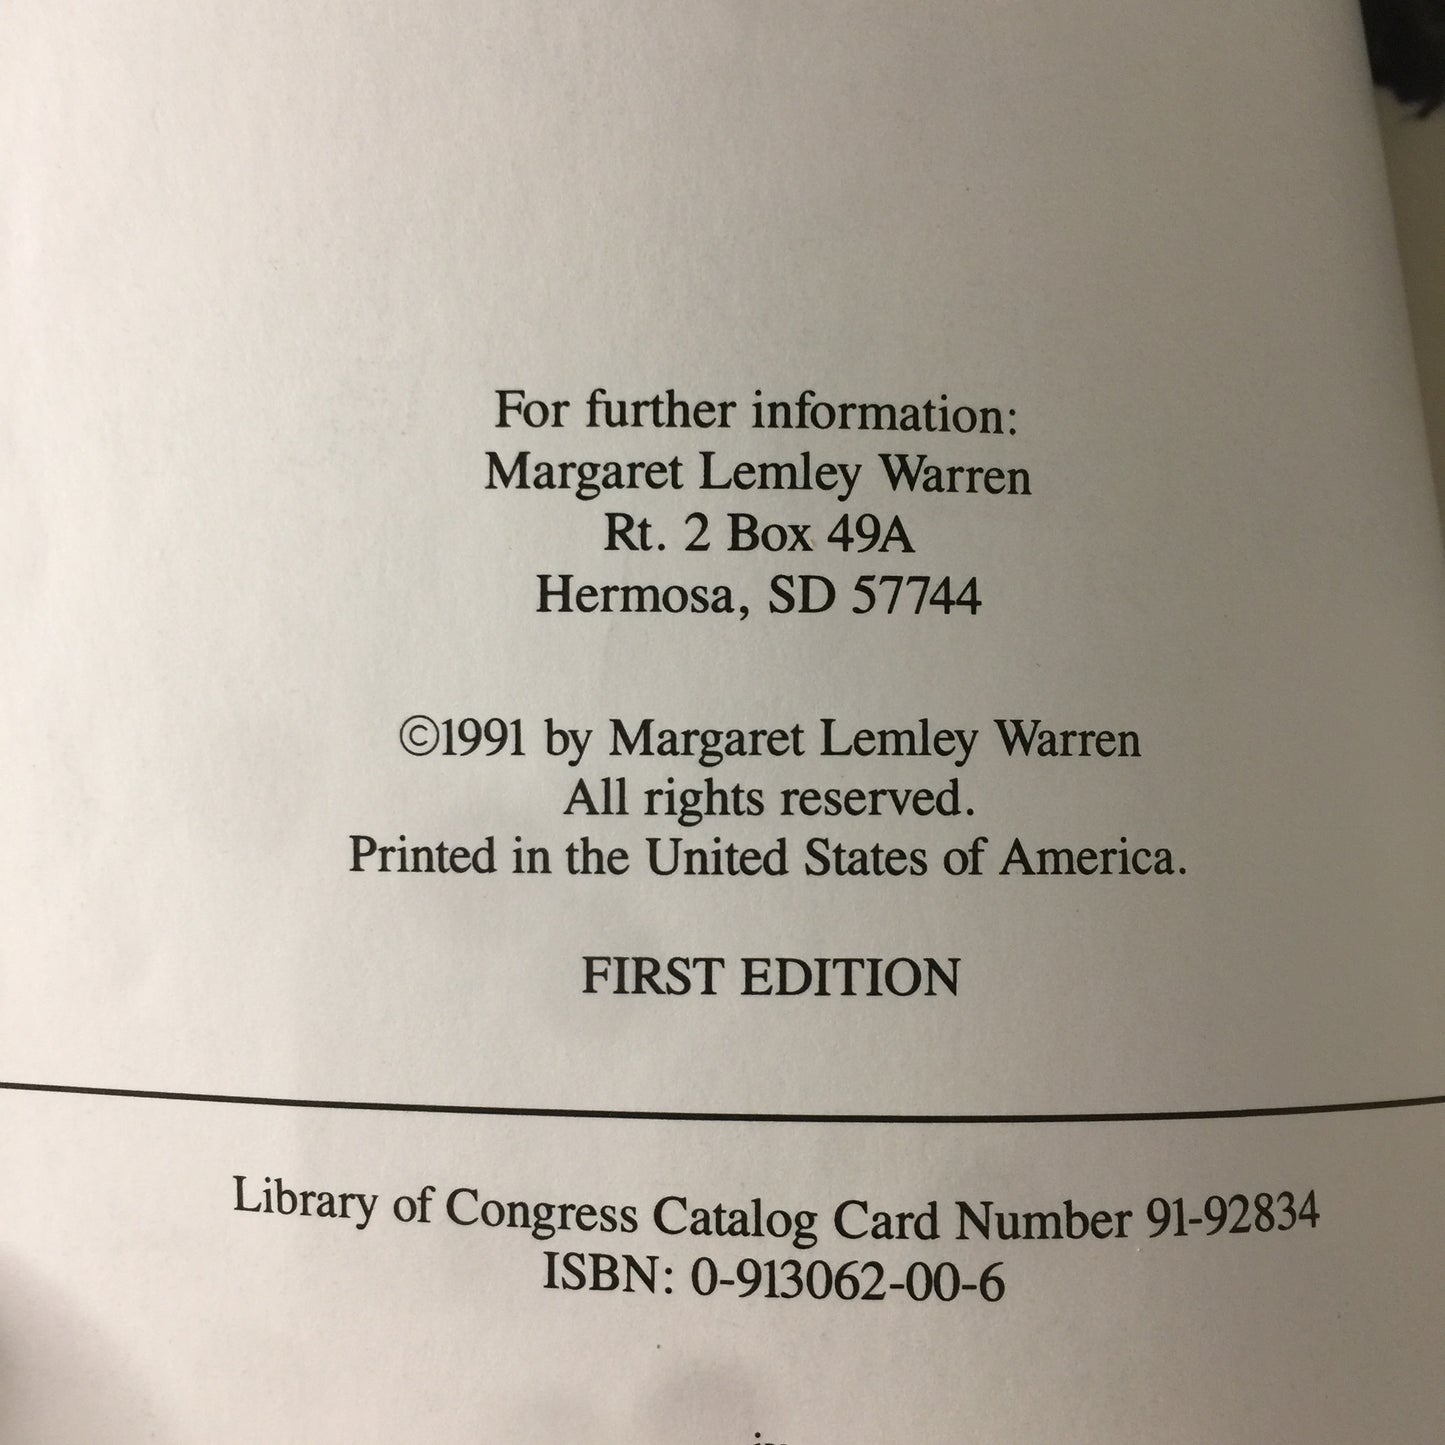 For further information:
Margaret Lemley Warren
Rt. 2 Box 49A
Hermosa, SD 57744
©1991 by Margaret Lemley Warren
All rights reserved.
Printed in the United States of America.
FIRST EDITION
Library of Congress Catalog Card Number 91-92834
ISBN: 0-913062-00-6